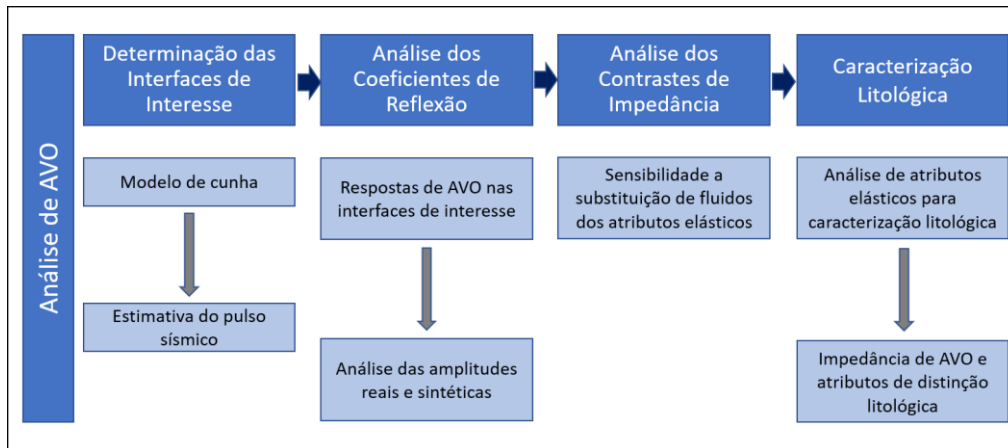 Análise de AVO
Determinação das
Interfaces de
Interesse
Modelo de cunha
Estimativa do pulso
sísmico
Análise dos
Coeficientes de
Reflexão
Respostas de AVO nas
interfaces de interesse
Análise das amplitudes
reais e sintéticas
Análise dos
Contrastes de
Impedância
Sensibilidade a
substituição de fluidos
dos atributos elásticos
Caracterização
Litológica
Análise de atributos
elásticos para
caracterização litológica
Impedância de AVO e
atributos de distinção
litológica